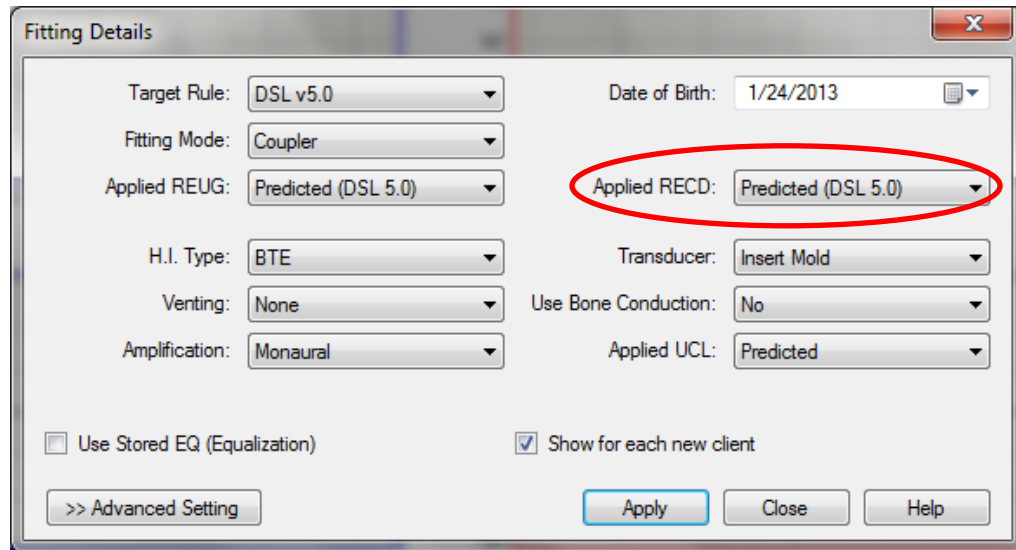 Fitting Details
Target Rule: DSL v5.0 Date of Birth: 1/24/2013
Fitting Mode: Coupler
Applied REUG: Predicted (DSL 5.0) Applied RECD: Predicted (DSL 5.0)
H.I. Type: BTE Transducer: Insert Mold
Venting: None Use Bone Conduction: No
Amplification: Monaural Applied UCL: Predicted
Use Stored EQ (Equalization) Show for each new client
>> Advanced Setting Apply Close Help